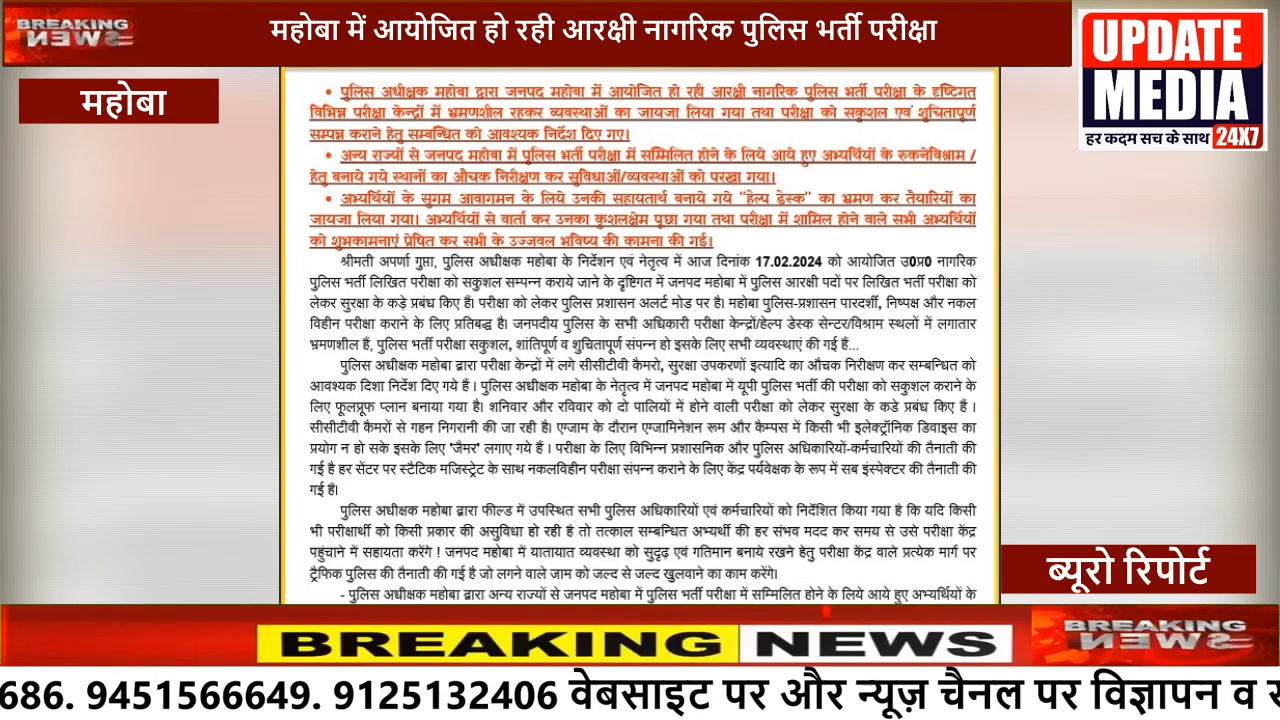 BREAKING
NEWS
महोबा में आयोजित हो रही आरक्षी नागरिक पुलिस भर्ती परीक्षा
UPDATE
MEDIA
हर कदम सच के साथ 24X7
महोबा
• पुलिस अधीक्षक महोबा द्वारा जनपद महोबा में आयोजित हो रही आरक्षी नागरिक पुलिस भर्ती परीक्षा के दृष्टिगत
विभिन्न परीक्षा केन्द्रों में भ्रमणशील रहकर व्यवस्थाओं का जायजा लिया गया तथा परीक्षा को सकुशल एवं शुचितापूर्ण
सम्पन्न कराने हेतु सम्बन्धित को आवश्यक निर्देश दिए गए।
• अन्य राज्यों से जनपद महोबा में पुलिस भर्ती परीक्षा में सम्मिलित होने के लिये आये हुए अभ्यर्थियों के रुकनेविश्राम /
हेतु बनाये गये स्थानों का औचक निरीक्षण कर सुविधाओं/व्यवस्थाओं को परखा गया।
• अभ्यर्थियों के सुगम आवागमन के लिये उनकी सहायतार्थ बनाये गये "हेल्प डेस्क" का भ्रमण कर तैयारियों का
जायजा लिया गया। अभ्यर्थियों से वार्ता कर उनका कुशलक्षेम पूछा गया तथा परीक्षा में शामिल होने वाले सभी अभ्यर्थियों
को शुभकामनाएं प्रेषित कर सभी के उज्जवल भविष्य की कामना की गई।
श्रीमती अपर्णा गुप्ता, पुलिस अधीक्षक महोबा के निर्देशन एवं नेतृत्व में आज दिनांक 17.02.2024 को आयोजित उ0प्र0 नागरिक
पुलिस भर्ती लिखित परीक्षा को सकुशल सम्पन्न कराये जाने के दृष्टिगत में जनपद महोबा में पुलिस आरक्षी पदों पर लिखित भर्ती परीक्षा को
लेकर सुरक्षा के कड़े प्रबंध किए हैं। परीक्षा को लेकर पुलिस प्रशासन अलर्ट मोड पर है। महोबा पुलिस-प्रशासन पारदर्शी, निष्पक्ष और नकल
विहीन परीक्षा कराने के लिए प्रतिबद्ध है। जनपदीय पुलिस के सभी अधिकारी परीक्षा केन्द्रों/हेल्प डेस्क सेन्टर/विश्राम स्थलों में लगातार
भ्रमणशील हैं, पुलिस भर्ती परीक्षा सकुशल, शांतिपूर्ण व शुचितापूर्ण संपन्न हो इसके लिए सभी व्यवस्थाएं की गई हैं...
पुलिस अधीक्षक महोबा द्वारा परीक्षा केन्द्रों में लगे सीसीटीवी कैमरो, सुरक्षा उपकरणों इत्यादि का औचक निरीक्षण कर सम्बन्धित को
आवश्यक दिशा निर्देश दिए गये हैं । पुलिस अधीक्षक महोबा के नेतृत्व में जनपद महोबा में यूपी पुलिस भर्ती की परीक्षा को सकुशल कराने के
लिए फूलप्रूफ प्लान बनाया गया है। शनिवार और रविवार को दो पालियों में होने वाली परीक्षा को लेकर सुरक्षा के कडे प्रबंध किए हैं ।
सीसीटीवी कैमरों से गहन निगरानी की जा रही है। एग्जाम के दौरान एग्जामिनेशन रूम और कैम्पस में किसी भी इलेक्ट्रॉनिक डिवाइस का
प्रयोग न हो सके इसके लिए 'जैमर' लगाए गये हैं । परीक्षा के लिए विभिन्न प्रशासनिक और पुलिस अधिकारियों-कर्मचारियों की तैनाती की
गई है हर सेंटर पर स्टैटिक मजिस्ट्रेट के साथ नकलविहीन परीक्षा संपन्न कराने के लिए केंद्र पर्यवेक्षक के रूप में सब इंस्पेक्टर की तैनाती की
गई हैं।
पुलिस अधीक्षक महोबा द्वारा फील्ड में उपस्थित सभी पुलिस अधिकारियों एवं कर्मचारियों को निर्देशित किया गया है कि यदि किसी
भी परीक्षार्थी को किसी प्रकार की असुविधा हो रही है तो तत्काल सम्बन्धित अभ्यर्थी की हर संभव मदद कर समय से उसे परीक्षा केंद्र
पहुंचाने में सहायता करेंगे ! जनपद महोबा में यातायात व्यवस्था को सुदृढ़ एवं गतिमान बनाये रखने हेतु परीक्षा केंद्र वाले प्रत्येक मार्ग पर
ट्रैफिक पुलिस की तैनाती की गई है जो लगने वाले जाम को जल्द से जल्द खुलवाने का काम करेंगे।
- पुलिस अधीक्षक महोबा द्वारा अन्य राज्यों से जनपद महोबा में पुलिस भर्ती परीक्षा में सम्मिलित होने के लिये आये हुए अभ्यर्थियों के
ब्यूरो रिपोर्ट
BREAKING NEWS
BREAKING
NEWS
686. 9451566649. 9125132406 वेबसाइट पर और न्यूज़ चैनल पर विज्ञापन व